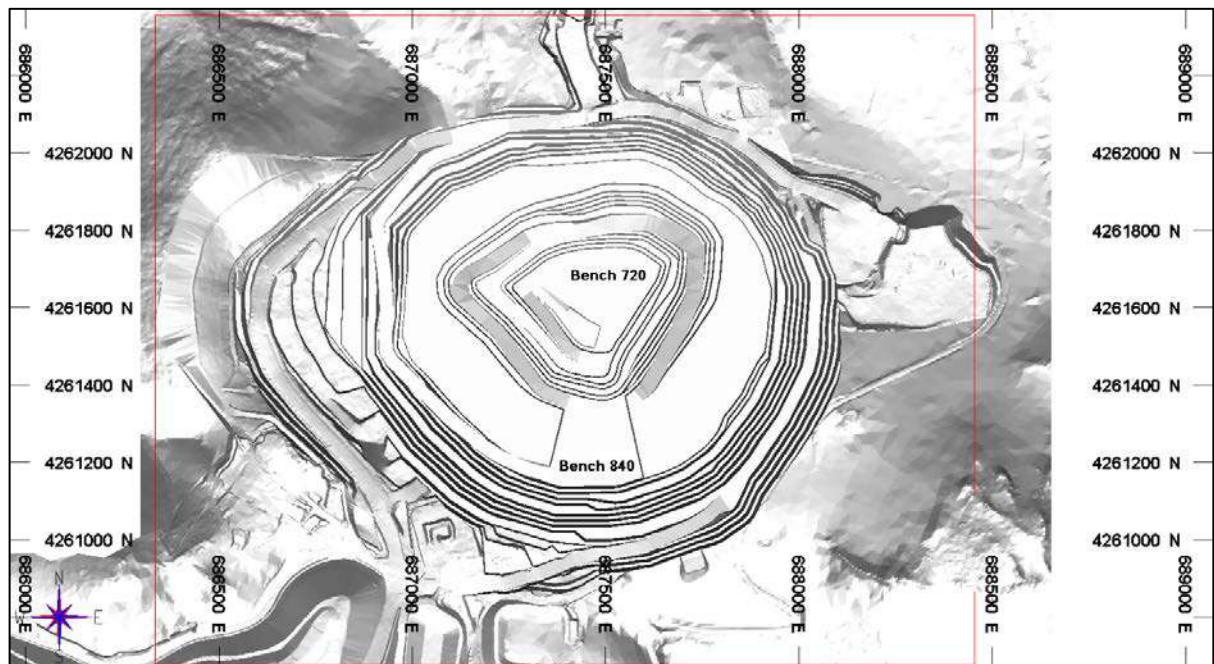 686000 E
686500 E
687000 E
687500 E
688000 E
688500 E
689000 E
4262000 N
4262000 N
4261800 N
4261800 N
Bench 720
4261600 N
4261600 N
4261400 N
4261400 N
4261200 N
Bench 840
4261200 N
4261000 N
4261000 N
N
W
E
S
686000 E
686500 E
687000 E
687500 E
688000 E
688500 E
689000 E